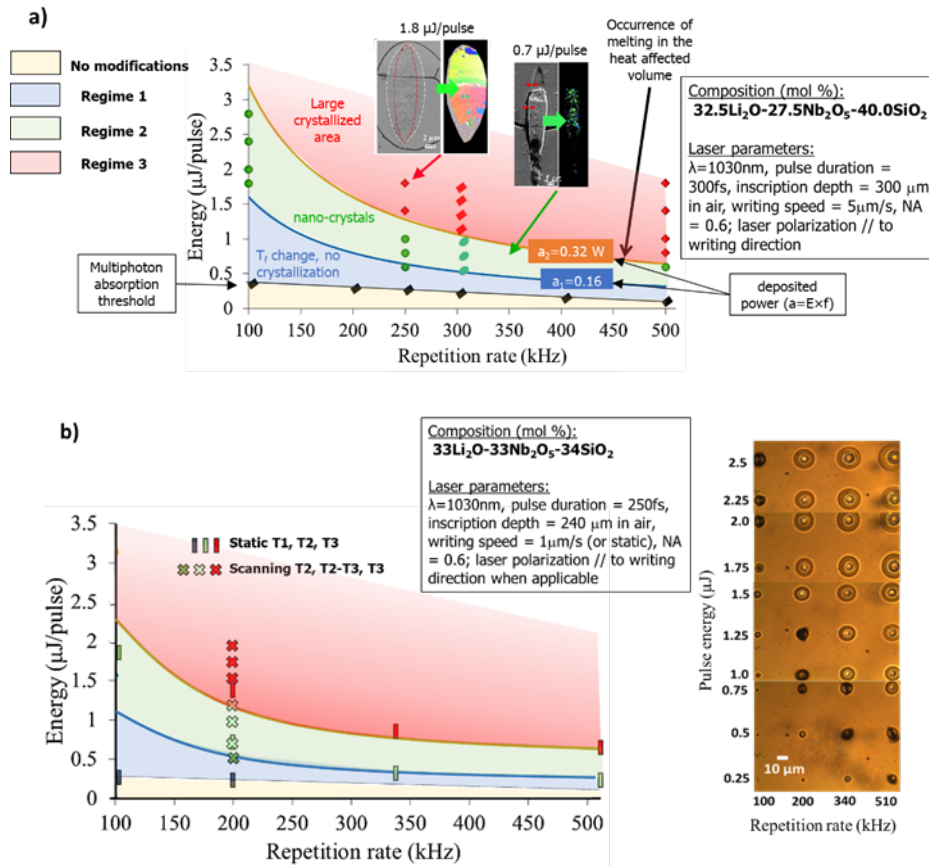 a)
No modifications
Regime 1
Regime 2
Regime 3
1.8 µJ/pulse
0.7 µJ/pulse
Occurrence of
melting in the
heat affected
volume
Energy (µJ/pulse)
3.5
3
2.5
2
1.5
1
0.5
0
Large
crystallized
area
2 µm
nano-crystals
Tf change, no
crystallization
a₂=0.32 W
a₁=0.16
Multiphoton
absorption
threshold
deposited
power (a=E×f)
100 150 200 250 300 350 400 450 500
Repetition rate (kHz)
Composition (mol %):
32.5Li₂O-27.5Nb₂O₅-40.0SiO₂
Laser parameters:
λ=1030nm, pulse duration =
300fs, inscription depth = 300 µm
in air, writing speed = 5µm/s, NA
= 0.6; laser polarization // to
writing direction
b)
Composition (mol %):
33Li₂O-33Nb₂O₅-34SiO₂
Laser parameters:
λ=1030nm, pulse duration = 250fs,
inscription depth = 240 µm in air,
writing speed = 1µm/s (or static), NA
= 0.6; laser polarization // to writing
direction when applicable
Static T1, T2, T3
Scanning T2, T2-T3, T3
Energy (µJ/pulse)
3.5
3
2.5
2
1.5
1
0.5
0
100 150 200 250 300 350 400 450 500
Repetition rate (kHz)
Pulse energy (µJ)
2.5
2.25
2.0
1.75
1.5
1.25
1.0
0.75
0.5
0.25
10 µm
100 200 340 510
Repetition rate (kHz)